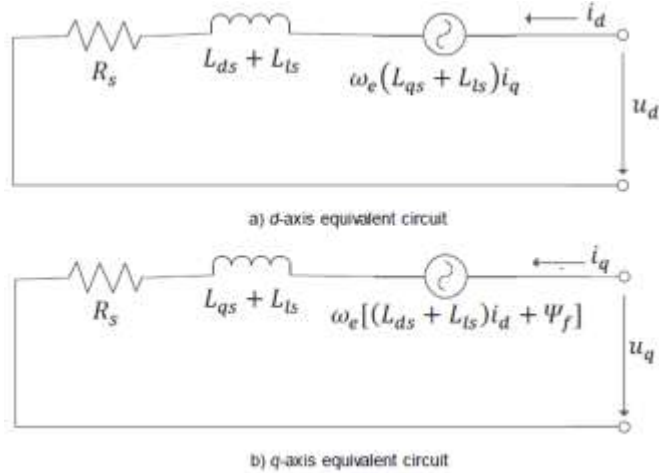 i_d
R_s
L_ds + L_ls
ω_e(L_qs + L_ls)i_q
u_d
a) d-axis equivalent circuit
i_q
R_s
L_qs + L_ls
ω_e[(L_ds + L_ls)i_d + Ψ_f]
u_q
b) q-axis equivalent circuit